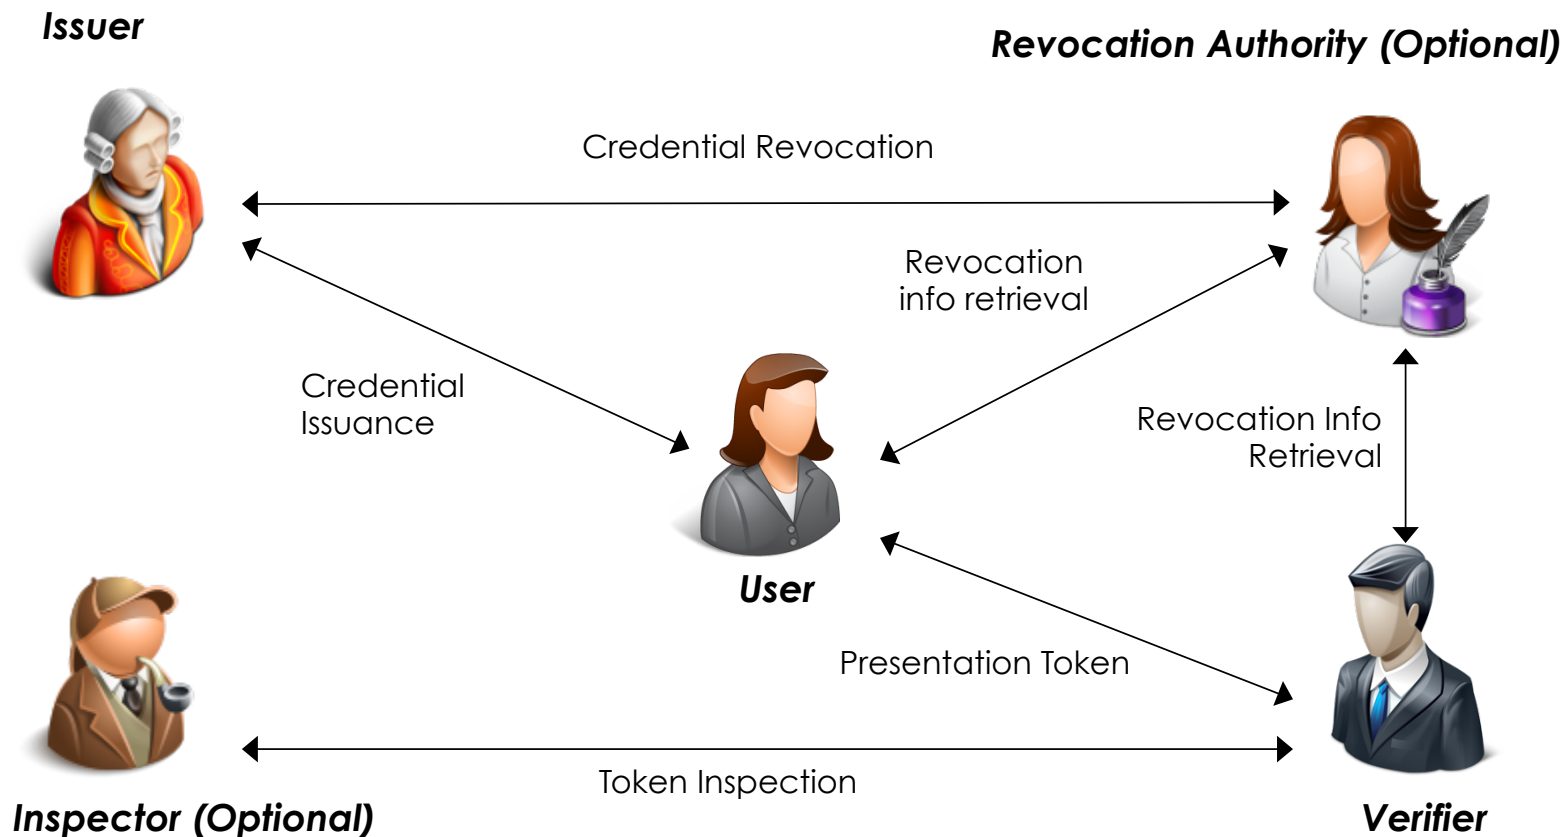 Issuer
Revocation Authority (Optional)
Credential Revocation
Revocation
info retrieval
Credential
Issuance
Revocation Info
Retrieval
User
Presentation Token
Token Inspection
Inspector (Optional)
Verifier